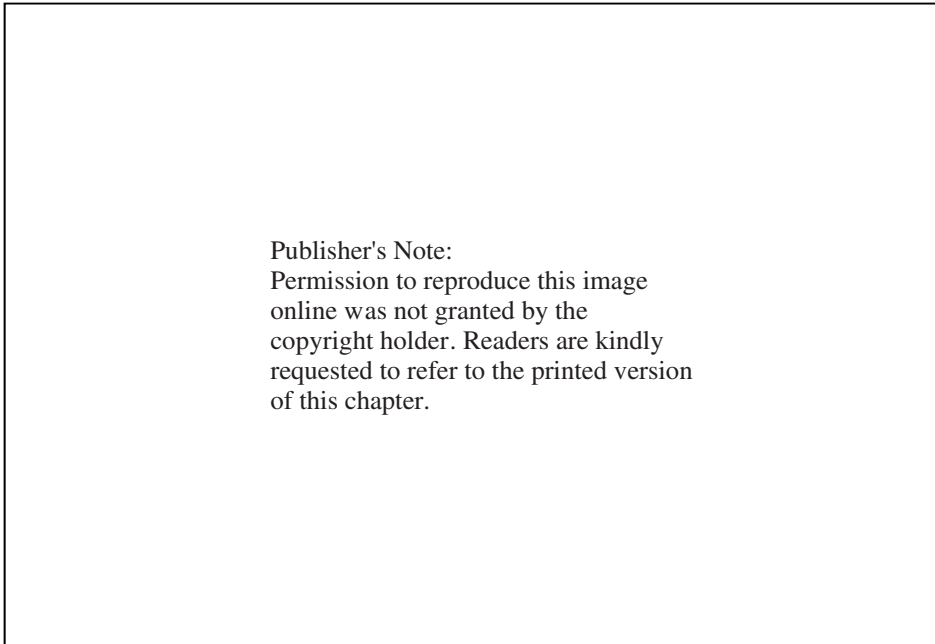 Publisher's Note:
Permission to reproduce this image
online was not granted by the
copyright holder. Readers are kindly
requested to refer to the printed version
of this chapter.